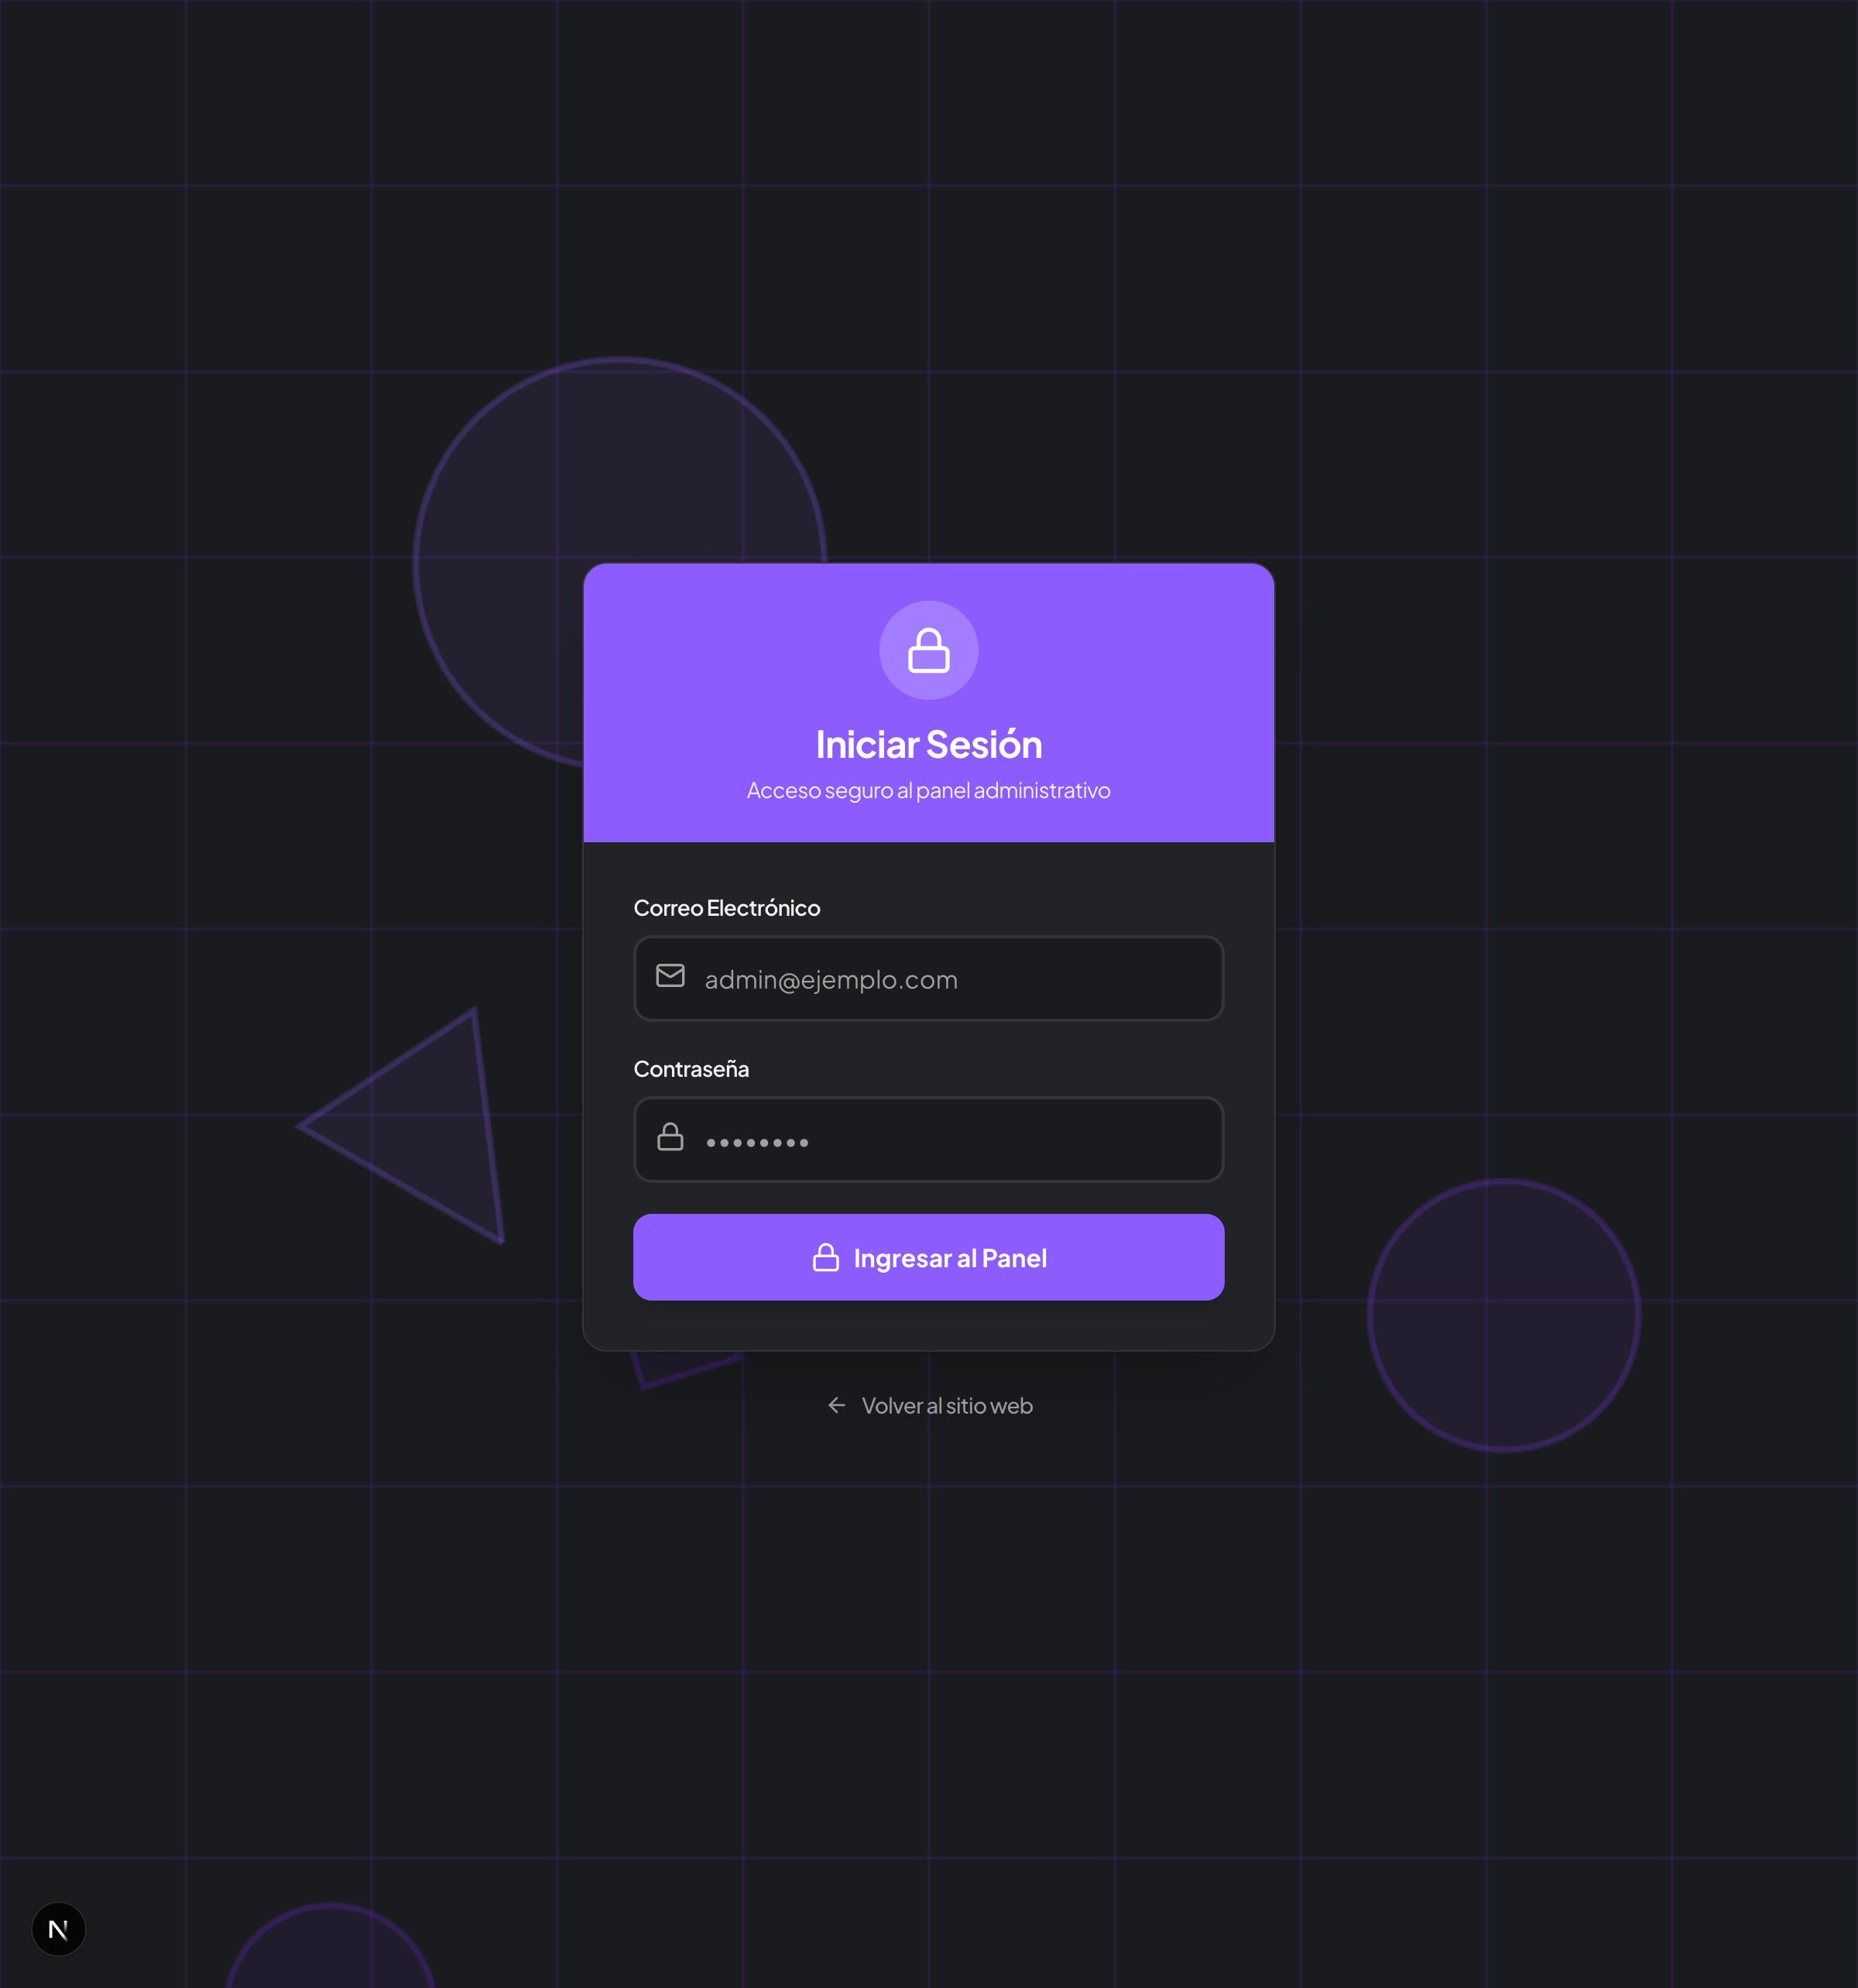 Iniciar Sesión
Acceso seguro al panel administrativo
Correo Electrónico
admin@ejemplo.com
Contraseña
••••••••
Ingresar al Panel
← Volver al sitio web
N